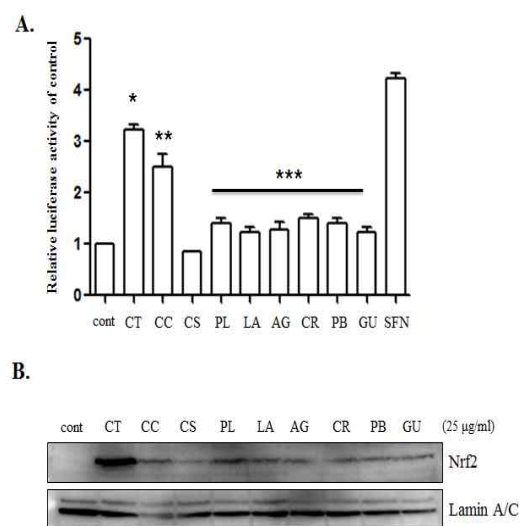 A.
Relative luciferase activity of control
5
4
3
2
1
0
*
**
***
cont CT CC CS PL LA AG CR PB GU SFN
B.
cont CT CC CS PL LA AG CR PB GU (25 µg/ml)
Nrf2
Lamin A/C